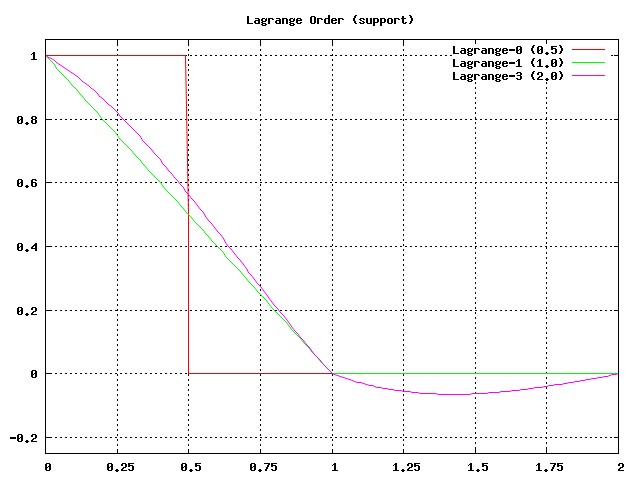 Lagrange Order (support)
Lagrange-0 (0.5)
Lagrange-1 (1.0)
Lagrange-3 (2.0)
1
0.8
0.6
0.4
0.2
0
-0.2
0 0.25 0.5 0.75 1 1.25 1.5 1.75 2